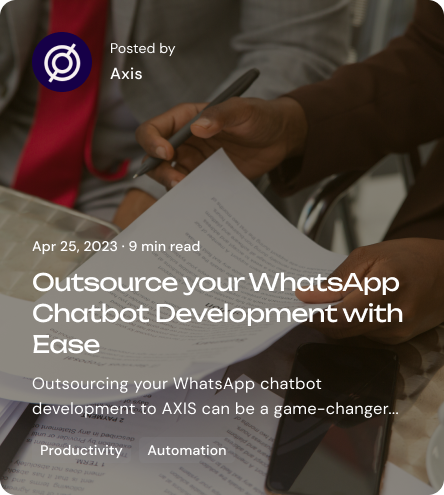 Posted by
Axis
Apr 25, 2023 · 9 min read
Outsource your WhatsApp
Chatbot Development with
Ease
Outsourcing your WhatsApp chatbot
development to AXIS can be a game-changer...
Productivity Automation